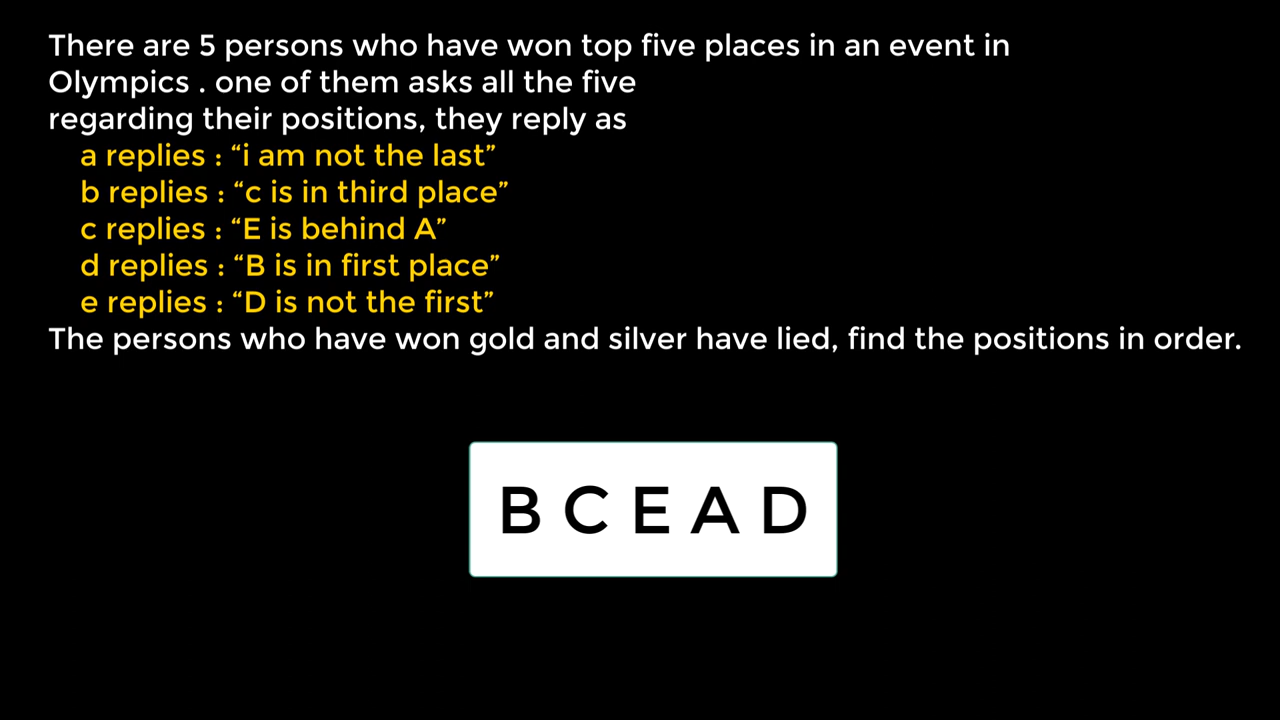 There are 5 persons who have won top five places in an event in
Olympics . one of them asks all the five
regarding their positions, they reply as
a replies : “i am not the last”
b replies : “c is in third place”
c replies : “E is behind A”
d replies : “B is in first place”
e replies : “D is not the first”
The persons who have won gold and silver have lied, find the positions in order.
B C E A D